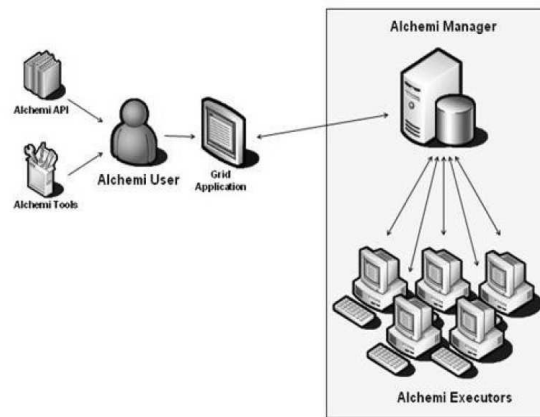 Alchemi Manager
Alchemi API
Alchemi User
Grid
Application
Alchemi Tools
Alchemi Executors